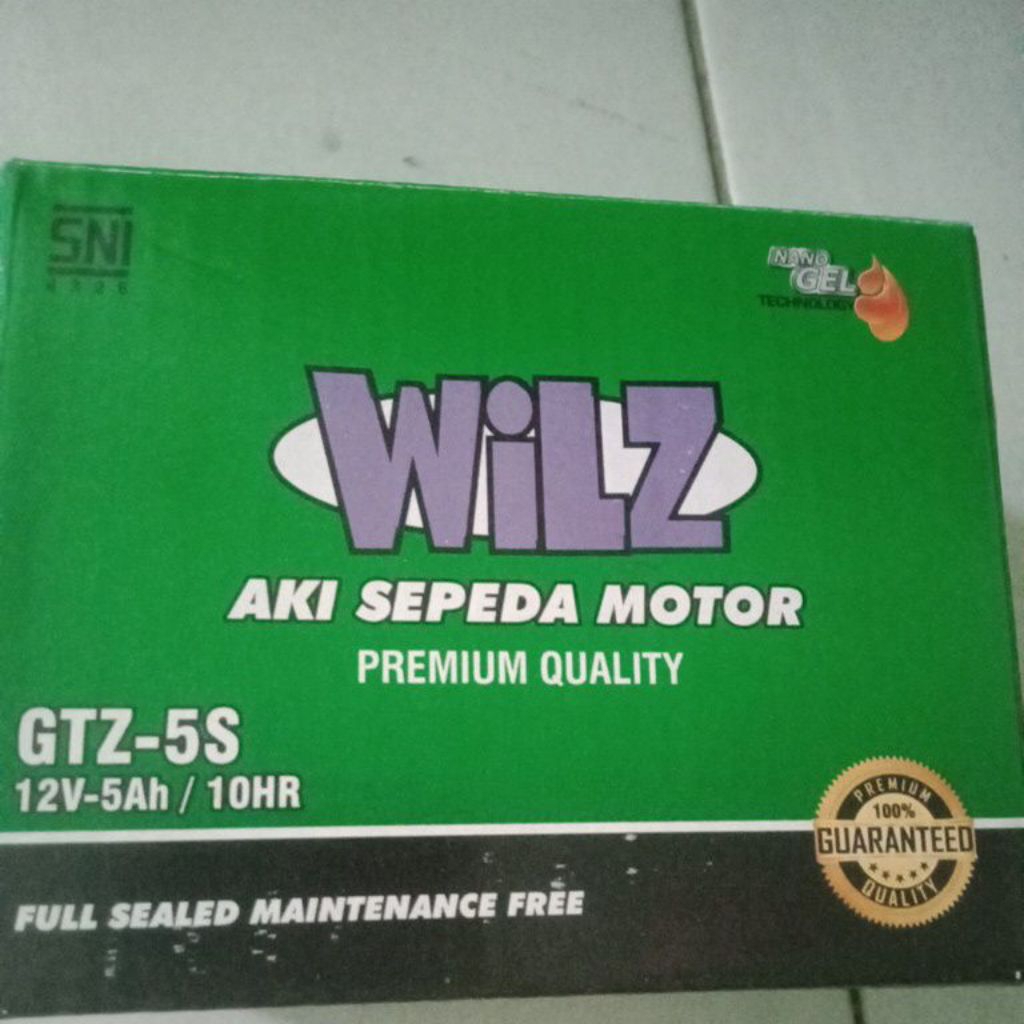 SNI
NANO
GEL
TECHNOLOGY
WiLZ
AKI SEPEDA MOTOR
PREMIUM QUALITY
GTZ-5S
12V-5Ah / 10HR
PREMIUM
100%
GUARANTEED
QUALITY
FULL SEALED MAINTENANCE FREE